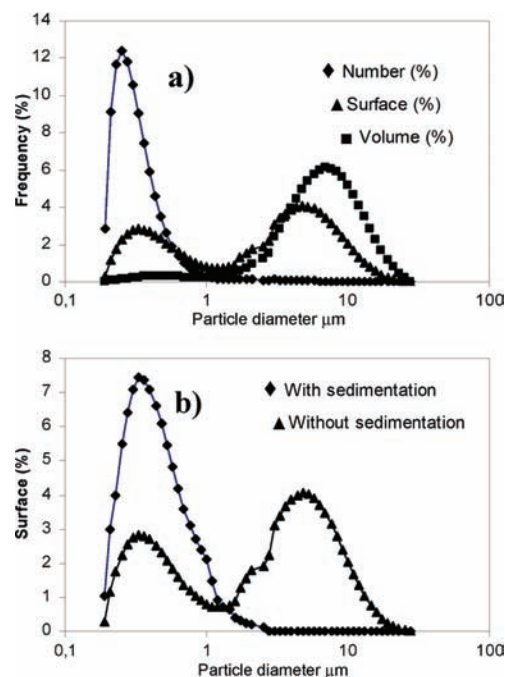 14
12
10
8
6
4
2
0
Frequency (%)
a)
Number (%)
Surface (%)
Volume (%)
0,1
1
10
100
Particle diameter μm
8
7
6
5
4
3
2
1
0
Surface (%)
b)
With sedimentation
Without sedimentation
0,1
1
10
100
Particle diameter μm